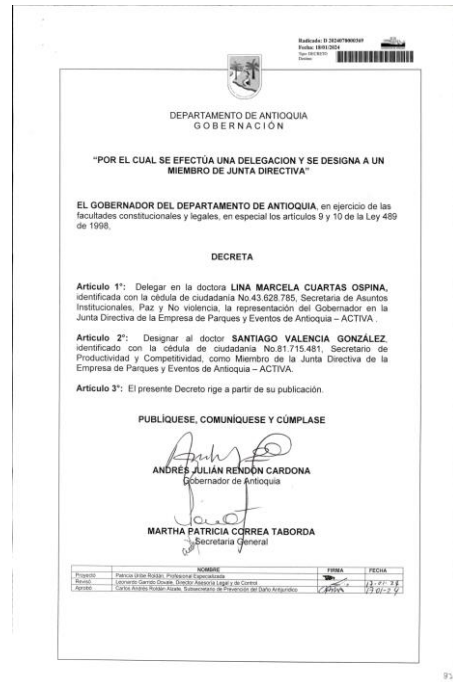 Radicado: D 2024070000369
Fecha: 18/01/2024
Tipo: DECRETO
Destino:
DEPARTAMENTO DE ANTIOQUIA
GOBERNACIÓN
"POR EL CUAL SE EFECTÚA UNA DELEGACION Y SE DESIGNA A UN
MIEMBRO DE JUNTA DIRECTIVA"
EL GOBERNADOR DEL DEPARTAMENTO DE ANTIOQUIA, en ejercicio de las
facultades constitucionales y legales, en especial los artículos 9 y 10 de la Ley 489
de 1998,
DECRETA
Artículo 1°: Delegar en la doctora LINA MARCELA CUARTAS OSPINA,
identificada con la cédula de ciudadanía No.43.628.785, Secretaria de Asuntos
Institucionales, Paz y No violencia, la representación del Gobernador en la
Junta Directiva de la Empresa de Parques y Eventos de Antioquia – ACTIVA .
Artículo 2°: Designar al doctor SANTIAGO VALENCIA GONZÁLEZ,
identificado con la cédula de ciudadanía No.81.715.481, Secretario de
Productividad y Competitividad, como Miembro de la Junta Directiva de la
Empresa de Parques y Eventos de Antioquia – ACTIVA.
Artículo 3°: El presente Decreto rige a partir de su publicación.
PUBLÍQUESE, COMUNÍQUESE Y CÚMPLASE
ANDRÉS JULIÁN RENDÓN CARDONA
Gobernador de Antioquia
MARTHA PATRICIA CORREA TABORDA
Secretaria General
NOMBRE FIRMA FECHA
Proyectó Patricia Uribe Roldán, Profesional Especializada
Revisó Leonardo Garrido Dovale, Director Asesoría Legal y de Control 17-01-24
Aprobó Carlos Andrés Roldán Alzate, Subsecretario de Prevención del Daño Antijurídico 17-01-24